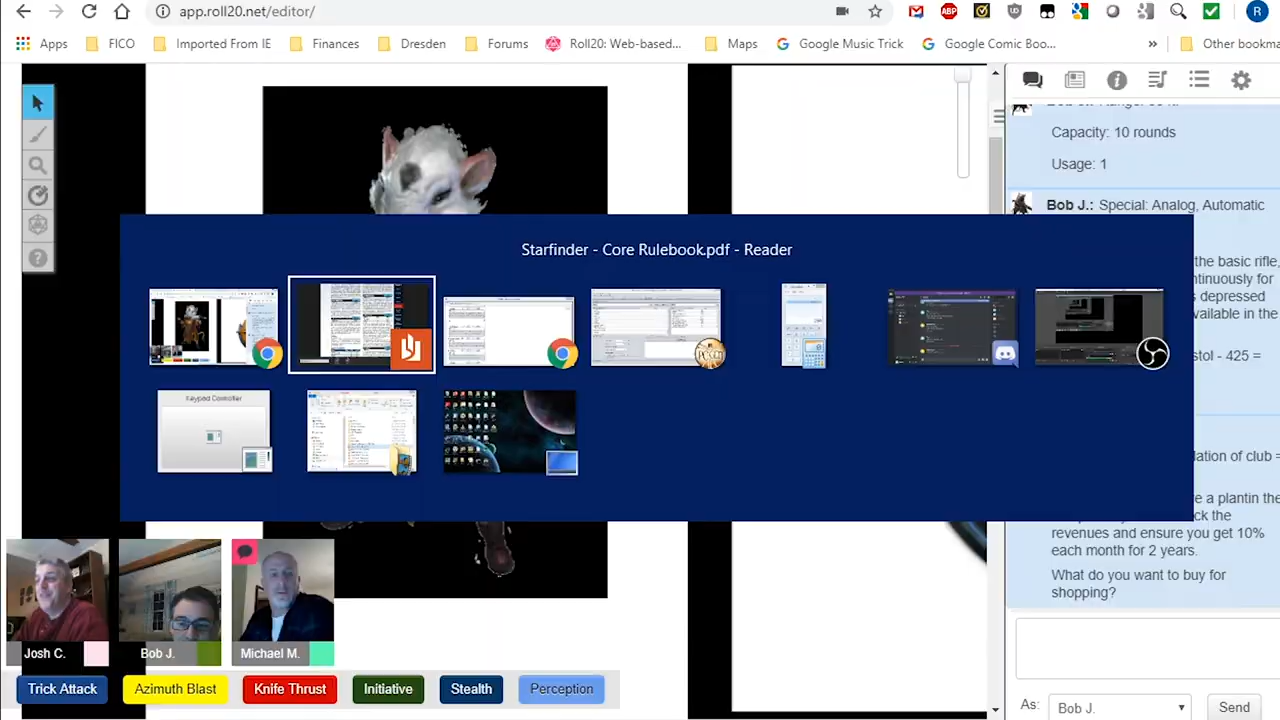 app.roll20.net/editor/
Apps FICO Imported From IE Finances Dresden Forums Roll20: Web-based... Maps Google Music Trick Google Comic Boo... » Other bookma
Capacity: 10 rounds
Usage: 1
Bob J.: Special: Analog, Automatic
Starfinder - Core Rulebook.pdf - Reader
the basic rifle,
ntinuously for
s depressed
vailable in the
stol - 425 =
Keypad Controller
lation of club =
e a plantin the
ck the
revenues and ensure you get 10%
each month for 2 years.
What do you want to buy for
shopping?
Josh C. Bob J. Michael M.
Trick Attack Azimuth Blast Knife Thrust Initiative Stealth Perception
As: Bob J. Send